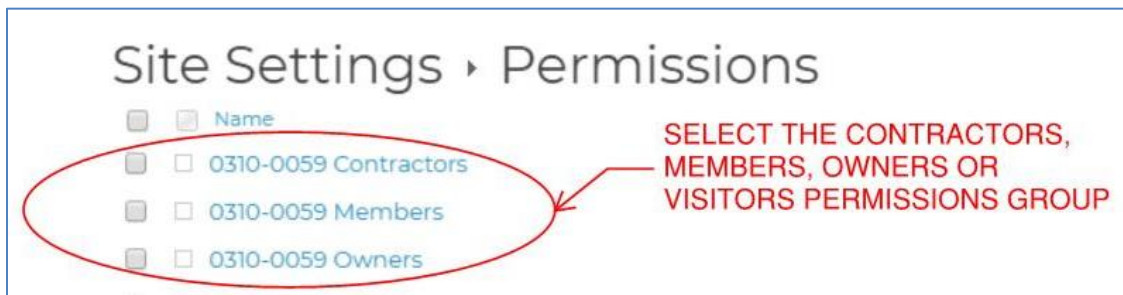 Site Settings ▸ Permissions
Name
0310-0059 Contractors
0310-0059 Members
0310-0059 Owners
SELECT THE CONTRACTORS,
MEMBERS, OWNERS OR
VISITORS PERMISSIONS GROUP